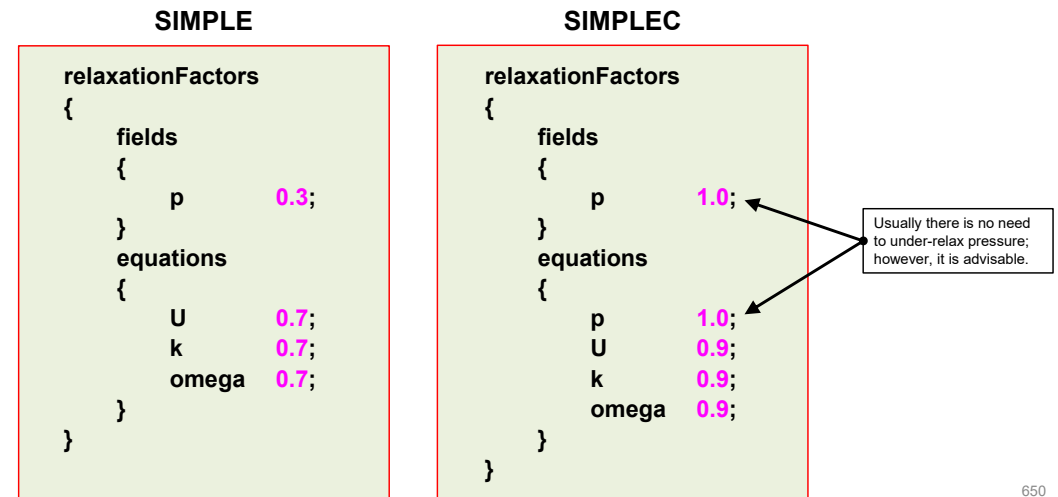 SIMPLE
relaxationFactors
{
fields
{
p 0.3;
}
equations
{
U 0.7;
k 0.7;
omega 0.7;
}
}
SIMPLEC
relaxationFactors
{
fields
{
p 1.0;
}
equations
{
p 1.0;
U 0.9;
k 0.9;
omega 0.9;
}
}
Usually there is no need
to under-relax pressure;
however, it is advisable.
650